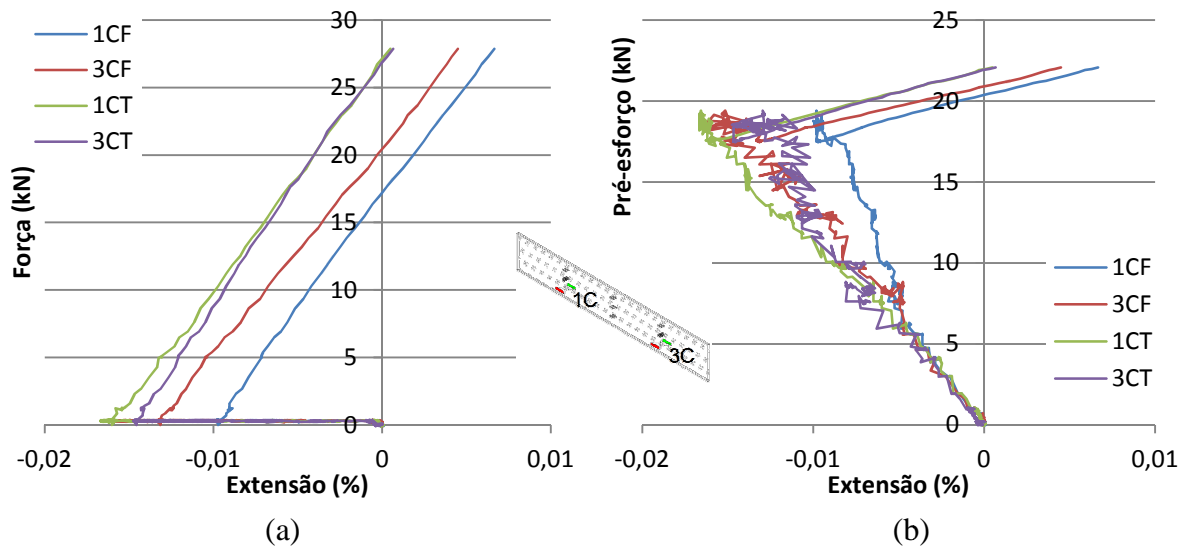 30
25
20
15
10
5
0
-0,02
-0,01
0
0,01
Força (kN)
Extensão (%)
1CF
3CF
1CT
3CT
(a)
1C
3C
25
20
15
10
5
0
-0,02
-0,01
0
0,01
Pré-esforço (kN)
Extensão (%)
1CF
3CF
1CT
3CT
(b)